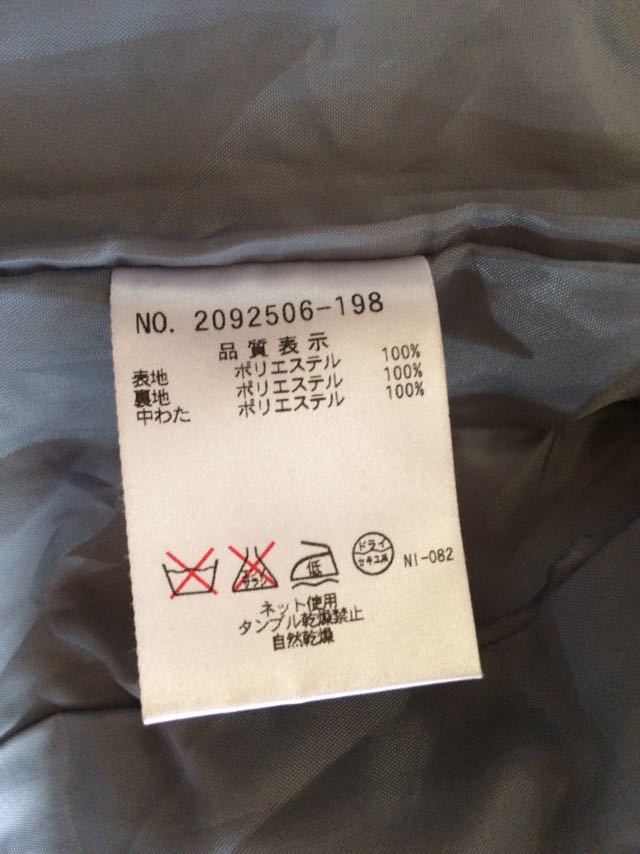 NO. 2092506-198
品質表示
表地 ポリエステル 100%
裏地 ポリエステル 100%
中わた ポリエステル 100%
エンソサラシ
低
ドライ
セキユ系
NI-082
ネット使用
タンブル乾燥禁止
自然乾燥